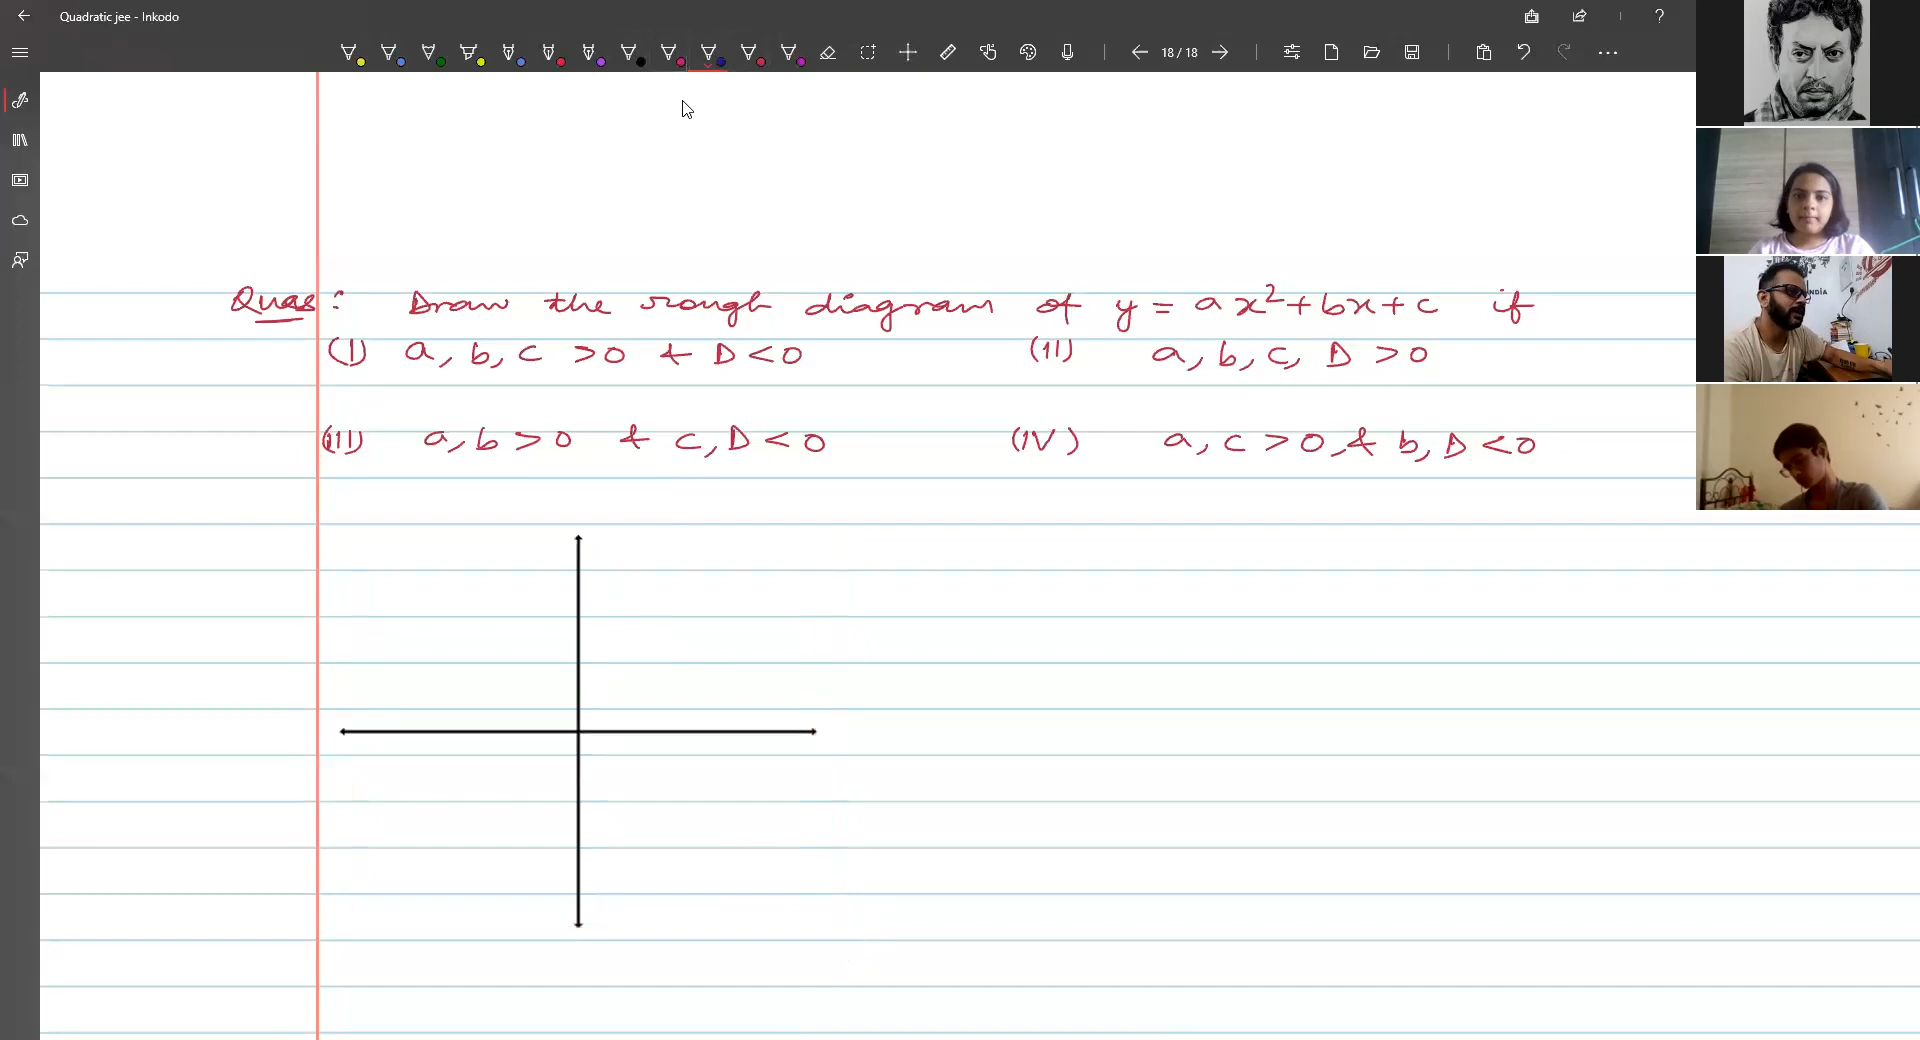 Quadratic jee - Inkodo
18 / 18
Ques : Draw the rough diagram of y = ax² + bx + c if
(I) a, b, c > 0 & D < 0 (II) a, b, c, D > 0
(III) a, b > 0 & c, D < 0 (IV) a, c > 0, & b, D < 0